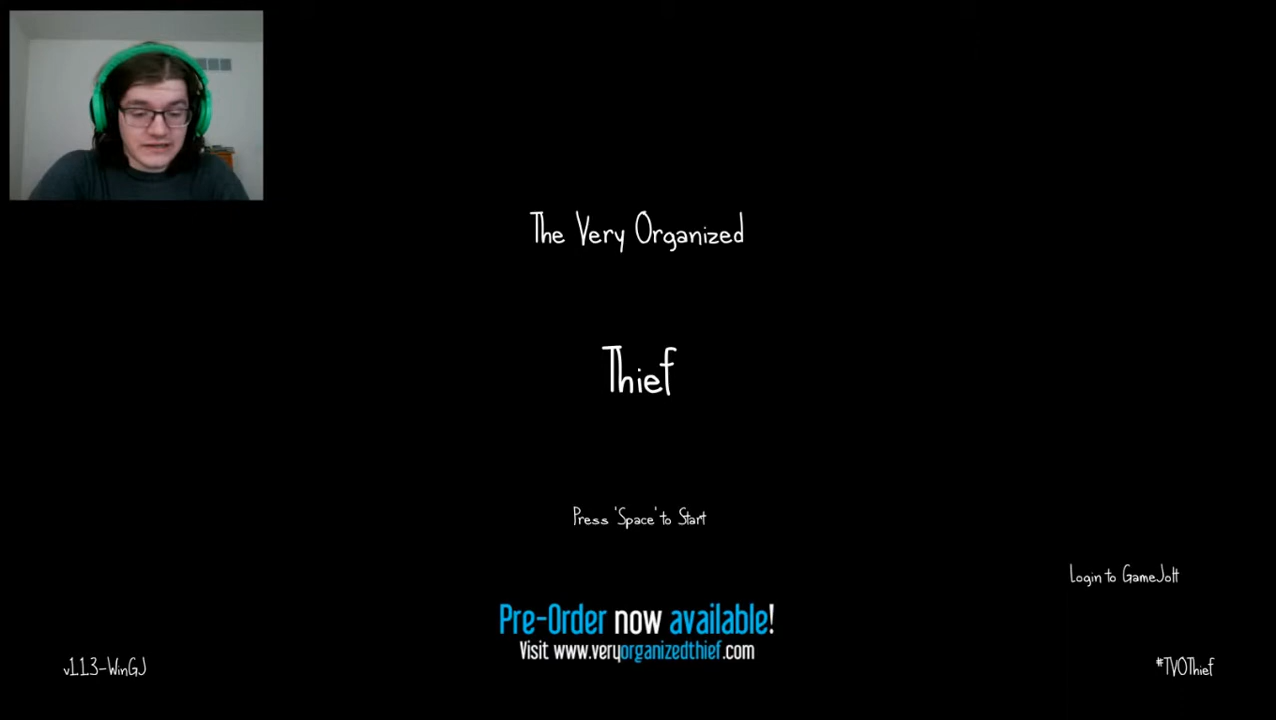 The Very Organized
Thief
Press 'Space' to Start
Login to GameJolt
Pre-Order now available!
Visit www.veryorganizedthief.com
v1.1.3-WinGJ
#TVOThief